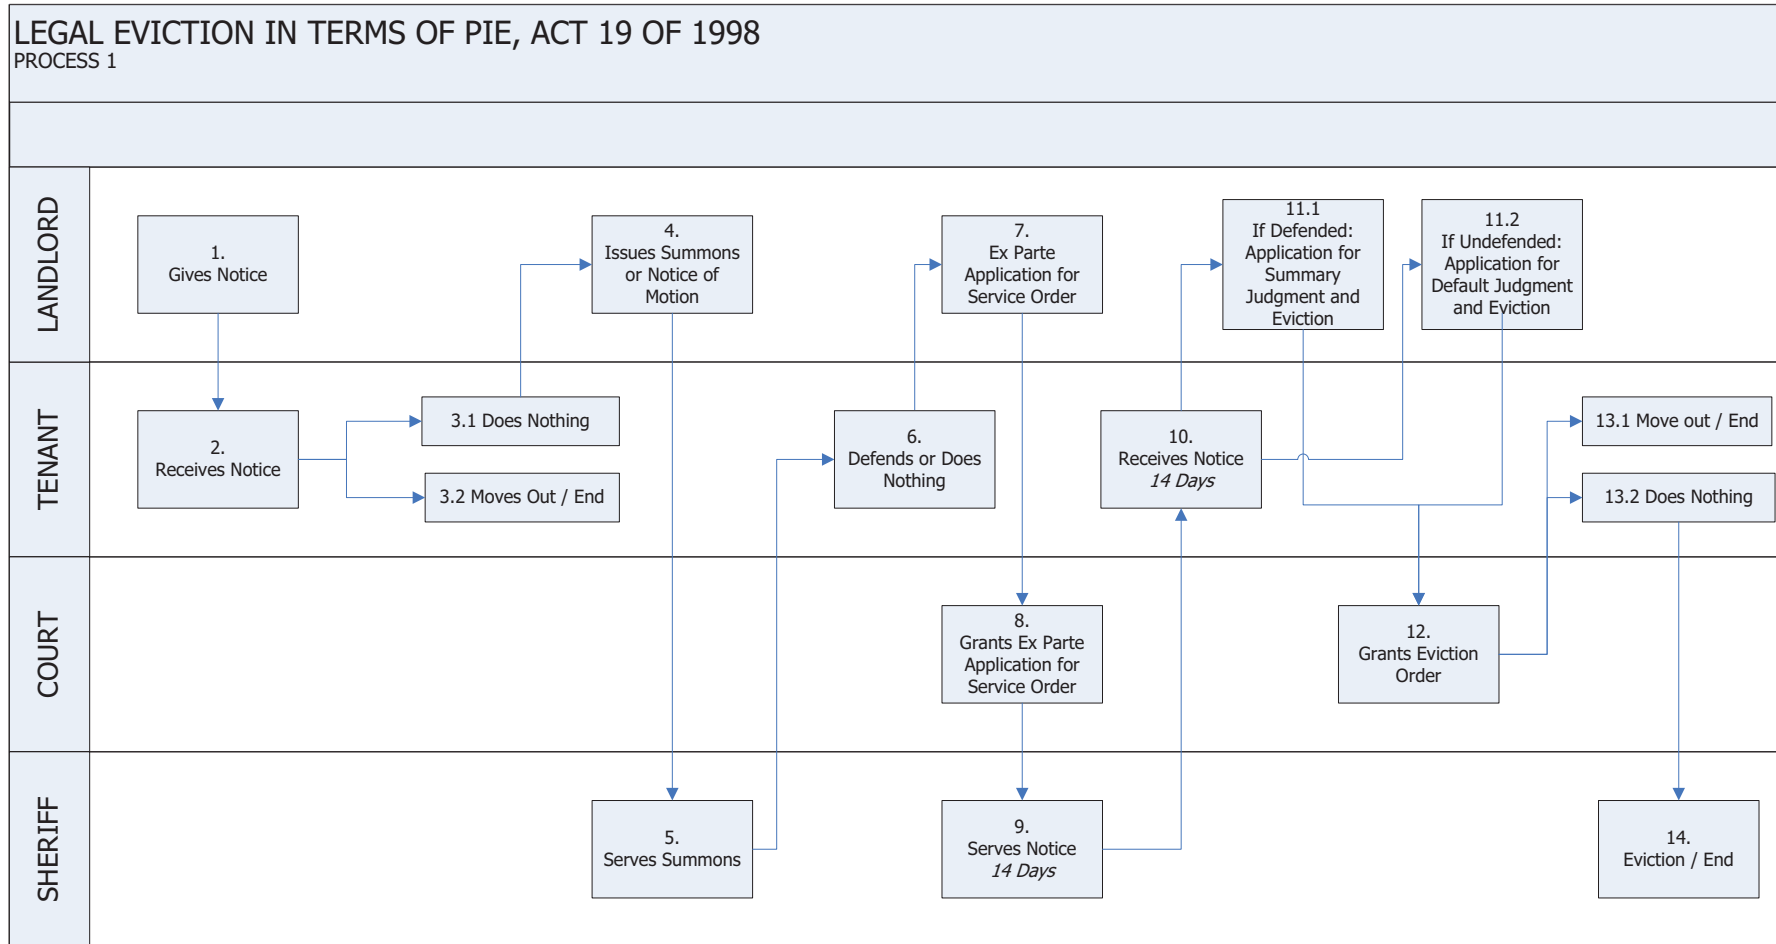 LEGAL EVICTION IN TERMS OF PIE, ACT 19 OF 1998
PROCESS 1
LANDLORD
1.
Gives Notice
4.
Issues Summons
or Notice of
Motion
7.
Ex Parte
Application for
Service Order
11.1
If Defended:
Application for
Summary
Judgment and
Eviction
11.2
If Undefended:
Application for
Default Judgment
and Eviction
TENANT
2.
Receives Notice
3.1 Does Nothing
3.2 Moves Out / End
6.
Defends or Does
Nothing
10.
Receives Notice
14 Days
13.1 Move out / End
13.2 Does Nothing
COURT
8.
Grants Ex Parte
Application for
Service Order
12.
Grants Eviction
Order
SHERIFF
5.
Serves Summons
9.
Serves Notice
14 Days
14.
Eviction / End